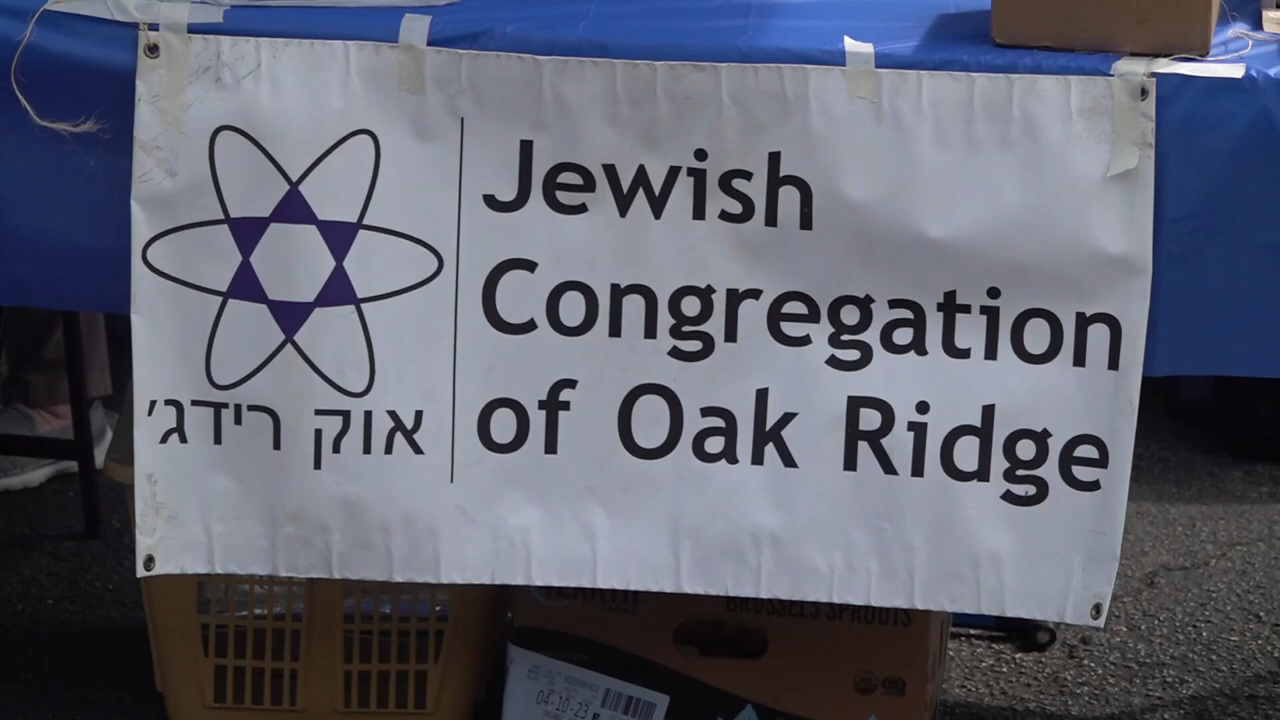 Jewish
Congregation
of Oak Ridge
אוק רידג'
BRUSSELS SPROUTS
04-10-23